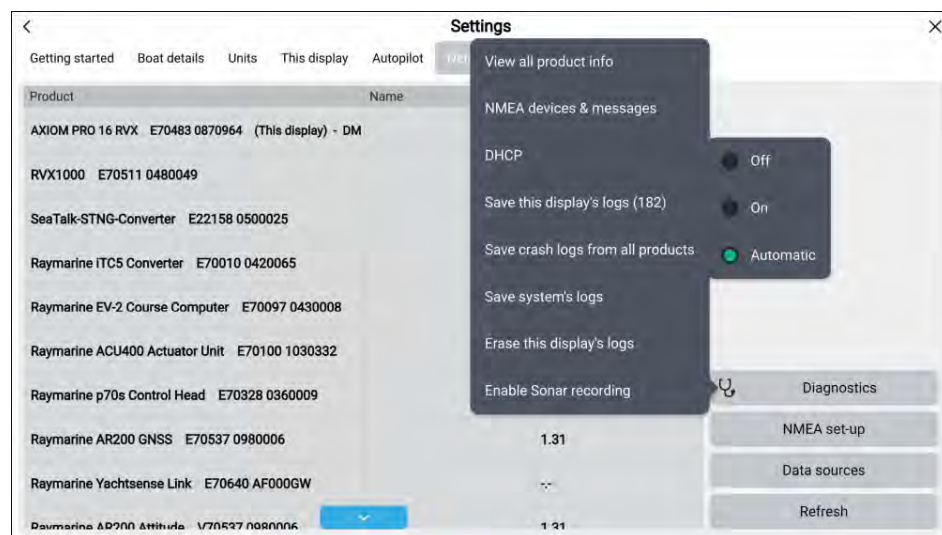 Settings
Getting started Boat details Units This display Autopilot
Product Name
AXIOM PRO 16 RVX E70483 0870964 (This display) - DM
RVX1000 E70511 0480049
SeaTalk-STNG-Converter E22158 0500025
Raymarine iTC5 Converter E70010 0420065
Raymarine EV-2 Course Computer E70097 0430008
Raymarine ACU400 Actuator Unit E70100 1030332
Raymarine p70s Control Head E70328 0360009
Raymarine AR200 GNSS E70537 0980006 1.31
Raymarine Yachtsense Link E70640 AF000GW -.-
Raymarine AR200 Attitude V70537 0980006 1.31
View all product info
NMEA devices & messages
DHCP
Save this display's logs (182)
Save crash logs from all products
Save system's logs
Erase this display's logs
Enable Sonar recording
Off
On
Automatic
Diagnostics
NMEA set-up
Data sources
Refresh